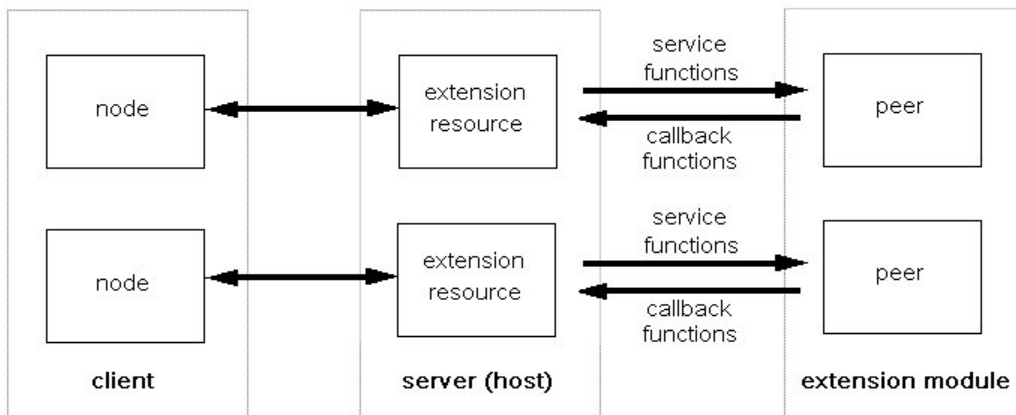 service
functions
node
extension
resource
peer
callback
functions
service
functions
node
extension
resource
peer
callback
functions
client
server (host)
extension module